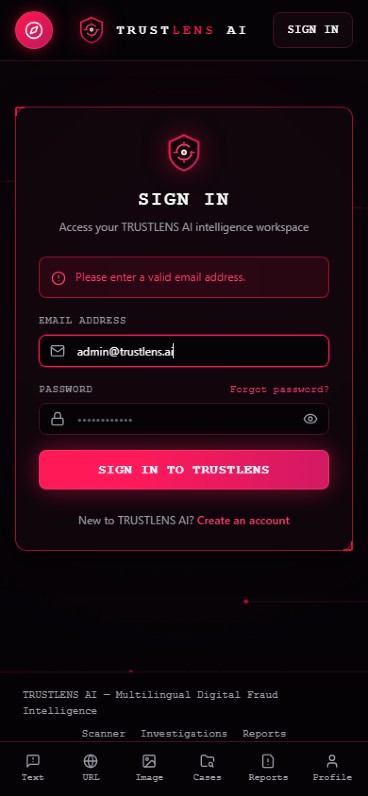 TRUSTLENS AI
SIGN IN
SIGN IN
Access your TRUSTLENS AI intelligence workspace
Please enter a valid email address.
EMAIL ADDRESS
admin@trustlens.ai
PASSWORD
Forgot password?
••••••••••••
SIGN IN TO TRUSTLENS
New to TRUSTLENS AI? Create an account
TRUSTLENS AI — Multilingual Digital Fraud
Intelligence
Scanner Investigations Reports
Text URL Image Cases Reports Profile